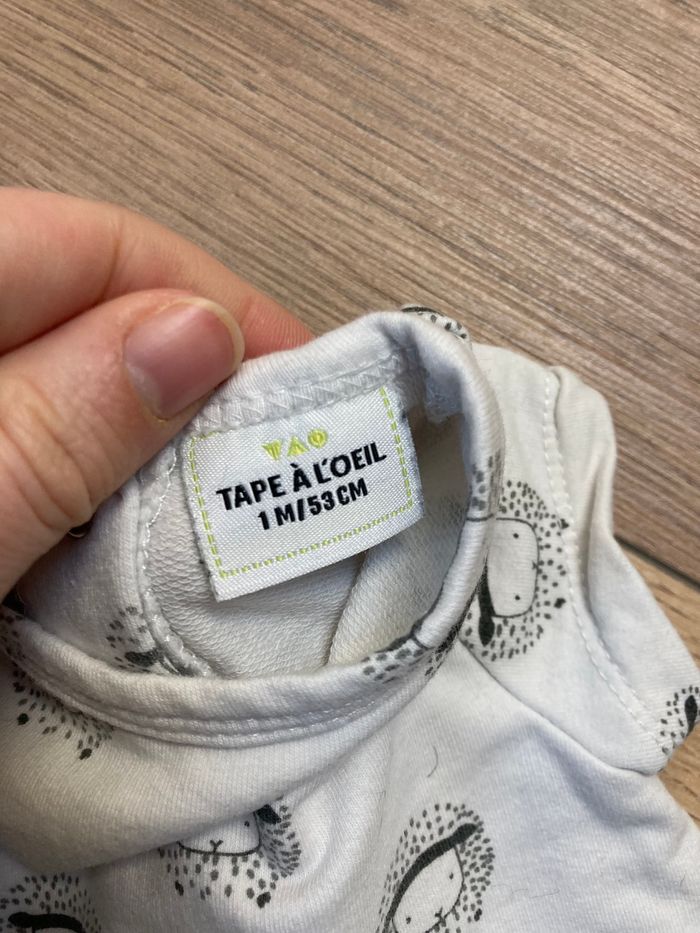 TAO
TAPE À L'OEIL
1 M/53 CM